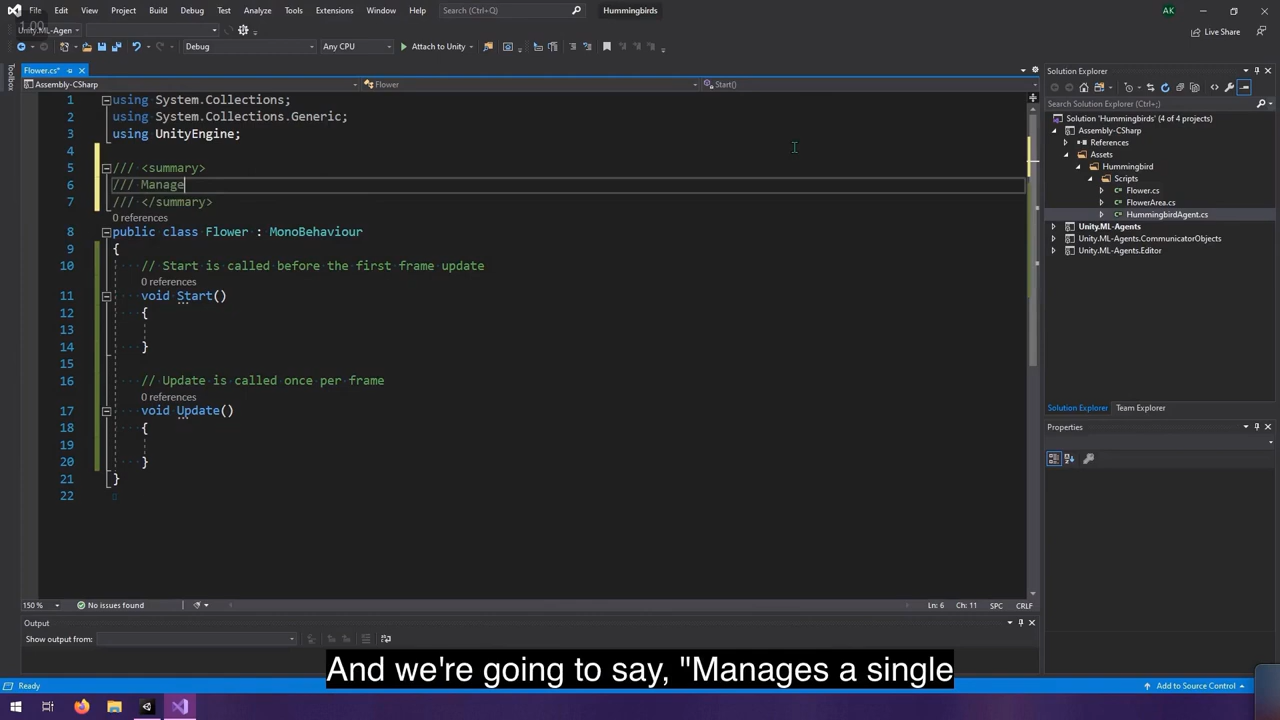 File Edit View Project Build Debug Test Analyze Tools Extensions Window Help Search (Ctrl+Q) Hummingbirds AK
1.00
Unity.ML-Agen Live Share
Debug Any CPU Attach to Unity
Toolbox
Flower.cs*
Assembly-CSharp Flower Start()
1 using System.Collections;
2 using System.Collections.Generic;
3 using UnityEngine;
4
5 /// <summary>
6 /// Manage
7 /// </summary>
0 references
8 public class Flower : MonoBehaviour
9 {
10 // Start is called before the first frame update
0 references
11 void Start()
12 {
13
14 }
15
16 // Update is called once per frame
0 references
17 void Update()
18 {
19
20 }
21 }
22
150 % No issues found Ln: 6 Ch: 11 SPC CRLF
Output
Show output from:
Solution Explorer
Search Solution Explorer (Ctrl+;)
Solution 'Hummingbirds' (4 of 4 projects)
Assembly-CSharp
References
Assets
Hummingbird
Scripts
Flower.cs
FlowerArea.cs
HummingbirdAgent.cs
Unity.ML-Agents
Unity.ML-Agents.CommunicatorObjects
Unity.ML-Agents.Editor
Solution Explorer Team Explorer
Properties
And we're going to say, "Manages a single
Ready Add to Source Control